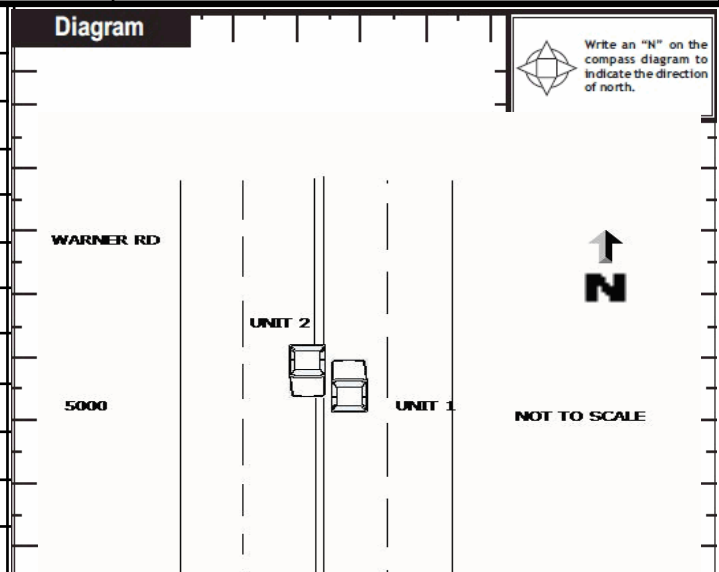 Diagram
Write an “N” on the
compass diagram to
indicate the direction
of north.
WARNER RD
N
UNIT 2
5000
UNIT 1
NOT TO SCALE